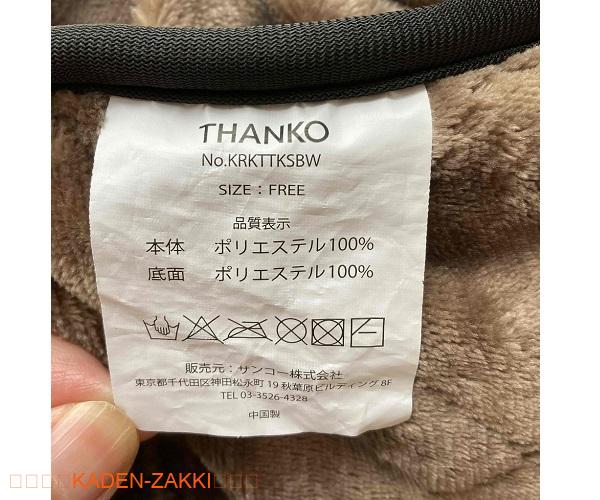 THANKO
No.KRKTTKSBW
SIZE : FREE
品質表示
本体 ポリエステル100%
底面 ポリエステル100%
販売元：サンコー株式会社
東京都千代田区神田松永町 19 秋葉原ビルディング 8F
TEL 03-3526-4328
中国製
□□□□KADEN-ZAKKI□□□□